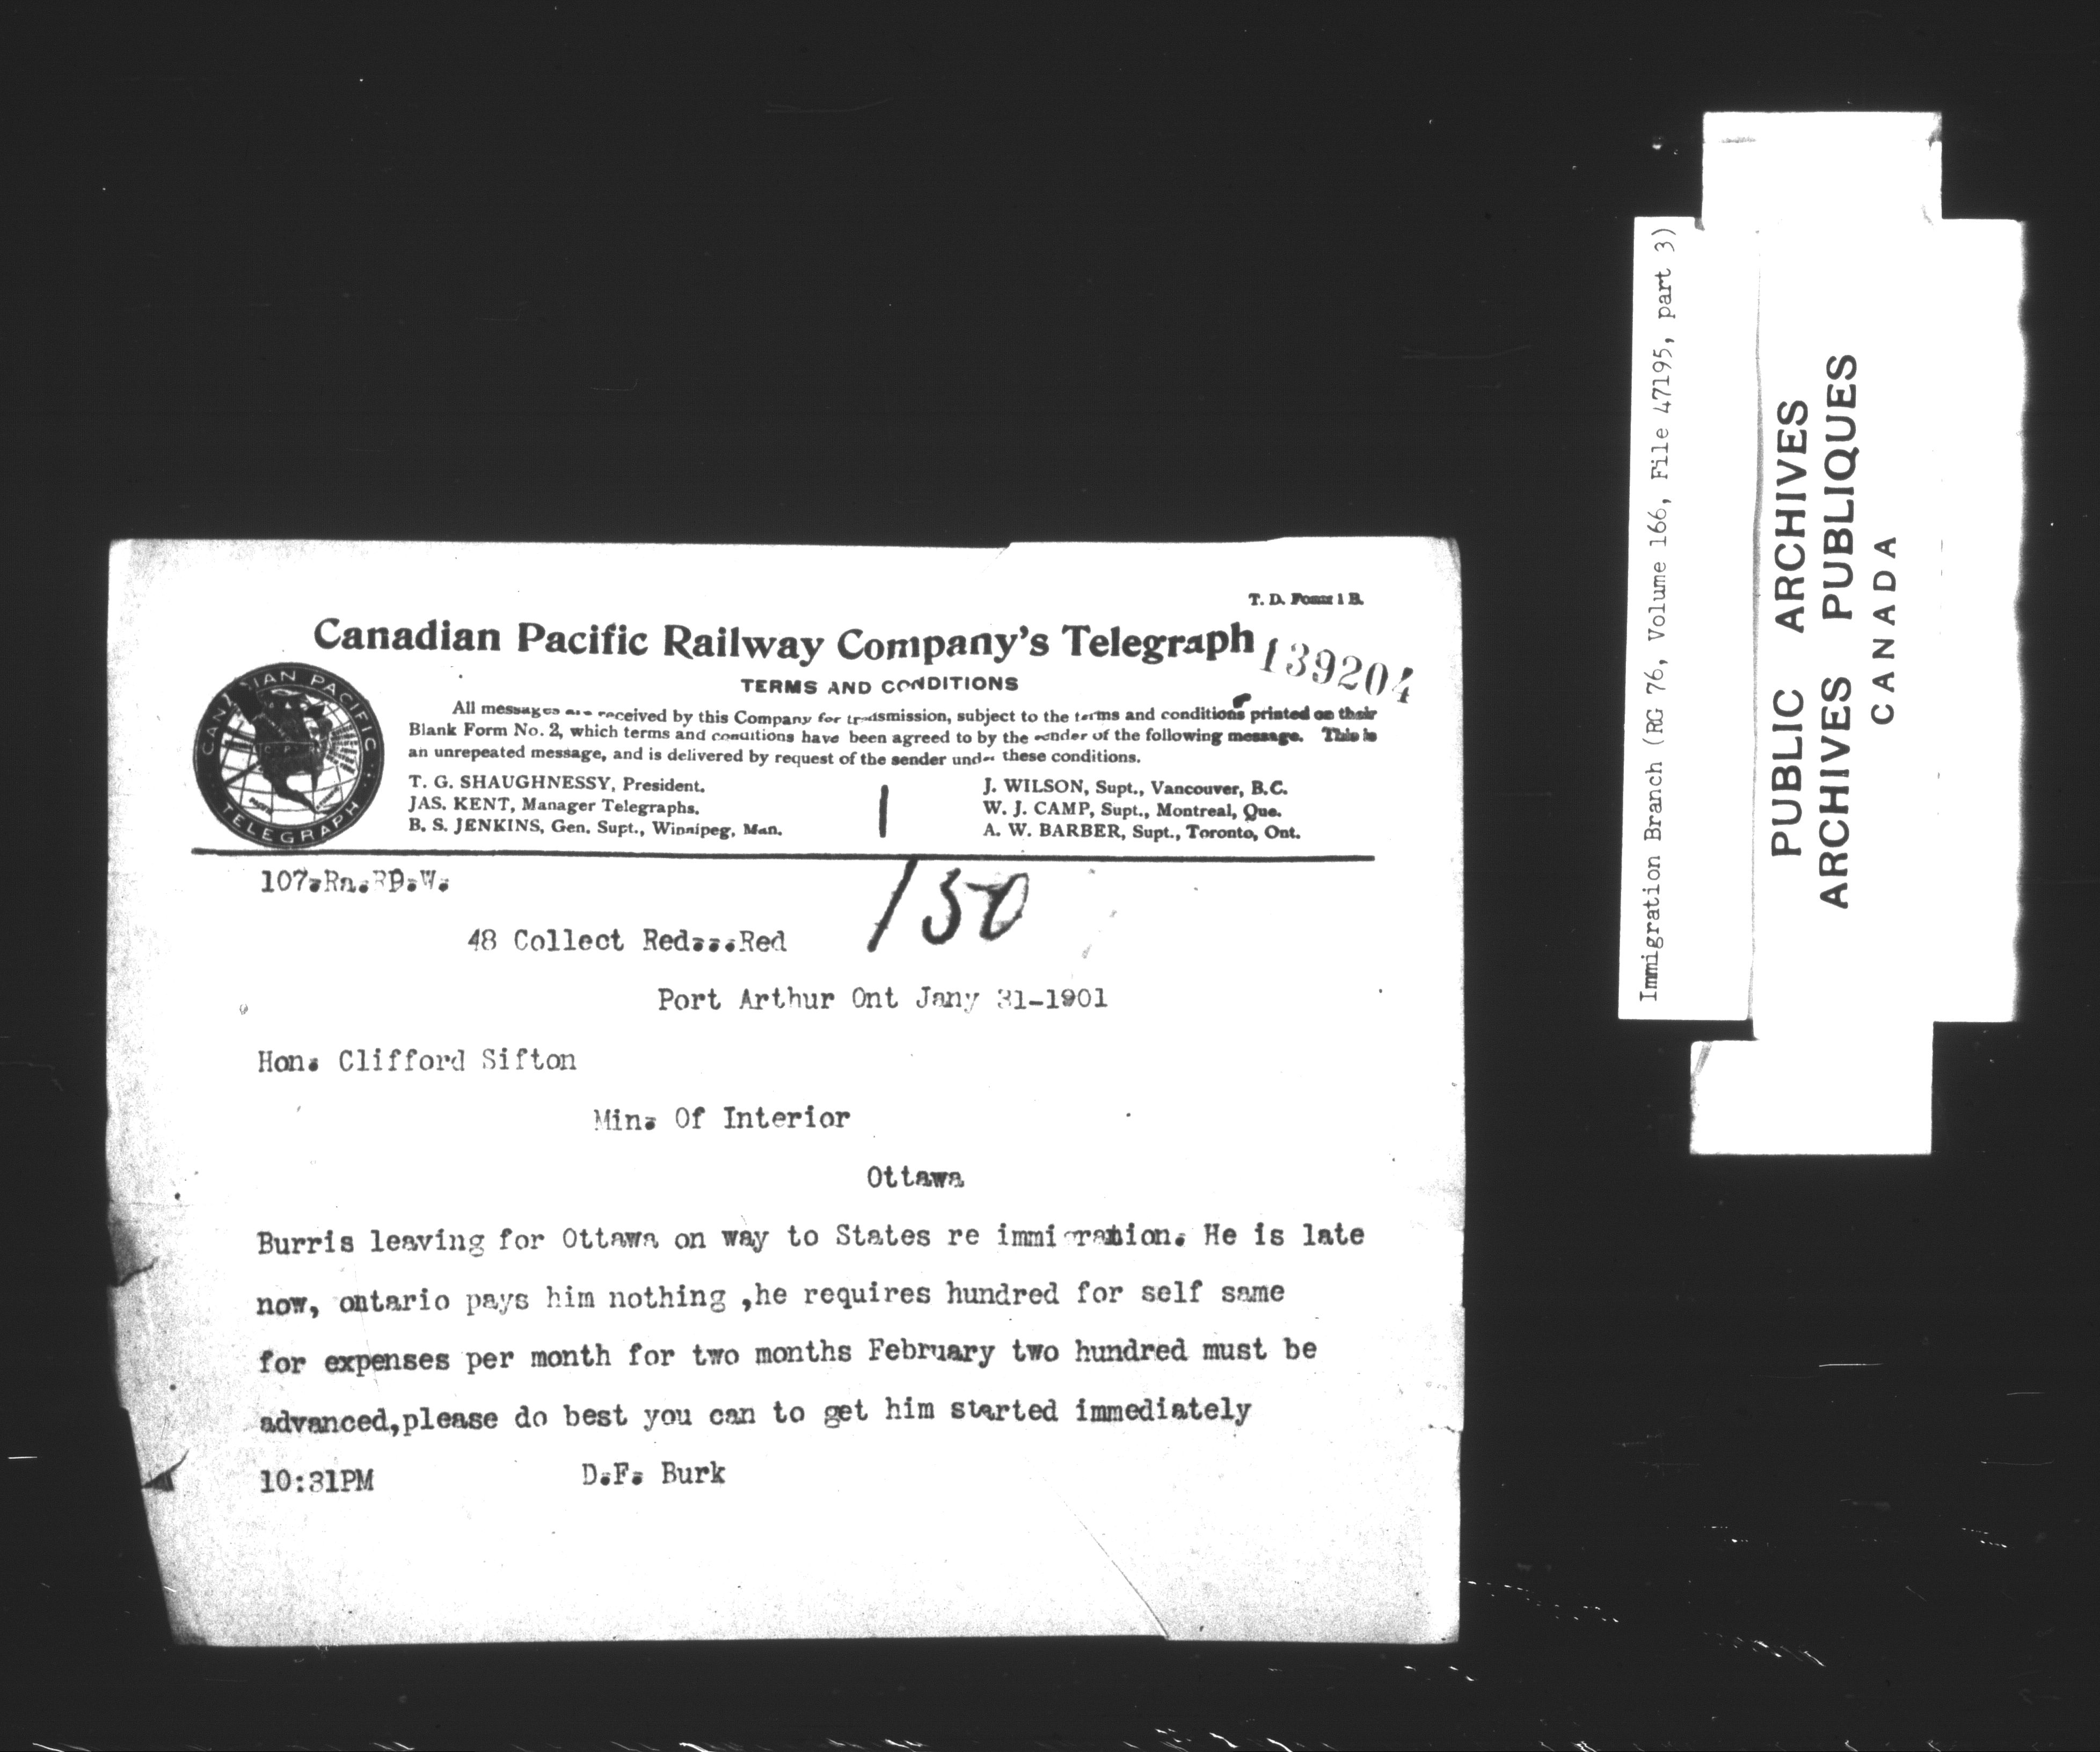 T. D. Form 1 B.
Canadian Pacific Railway Company's Telegraph
139204
TERMS AND CONDITIONS
CANADIAN PACIFIC
TELEGRAPH
All messages are received by this Company for transmission, subject to the terms and conditions printed on their
Blank Form No. 2, which terms and conditions have been agreed to by the sender of the following message. This is
an unrepeated message, and is delivered by request of the sender under these conditions.
T. G. SHAUGHNESSY, President.
JAS. KENT, Manager Telegraphs.
B. S. JENKINS, Gen. Supt., Winnipeg, Man.
J. WILSON, Supt., Vancouver, B.C.
W. J. CAMP, Supt., Montreal, Que.
A. W. BARBER, Supt., Toronto, Ont.
107.Rn. .W.
150
48 Collect Red...Red
Port Arthur Ont Jany 31-1901
Hon. Clifford Sifton
Min. Of Interior
Ottawa
Burris leaving for Ottawa on way to States re immigration. He is late
now, ontario pays him nothing ,he requires hundred for self same
for expenses per month for two months February two hundred must be
advanced,please do best you can to get him started immediately
10:31PM D.F. Burk
Immigration Branch (RG 76, Volume 166, File 47195, part 3)
PUBLIC ARCHIVES
ARCHIVES PUBLIQUES
CANADA